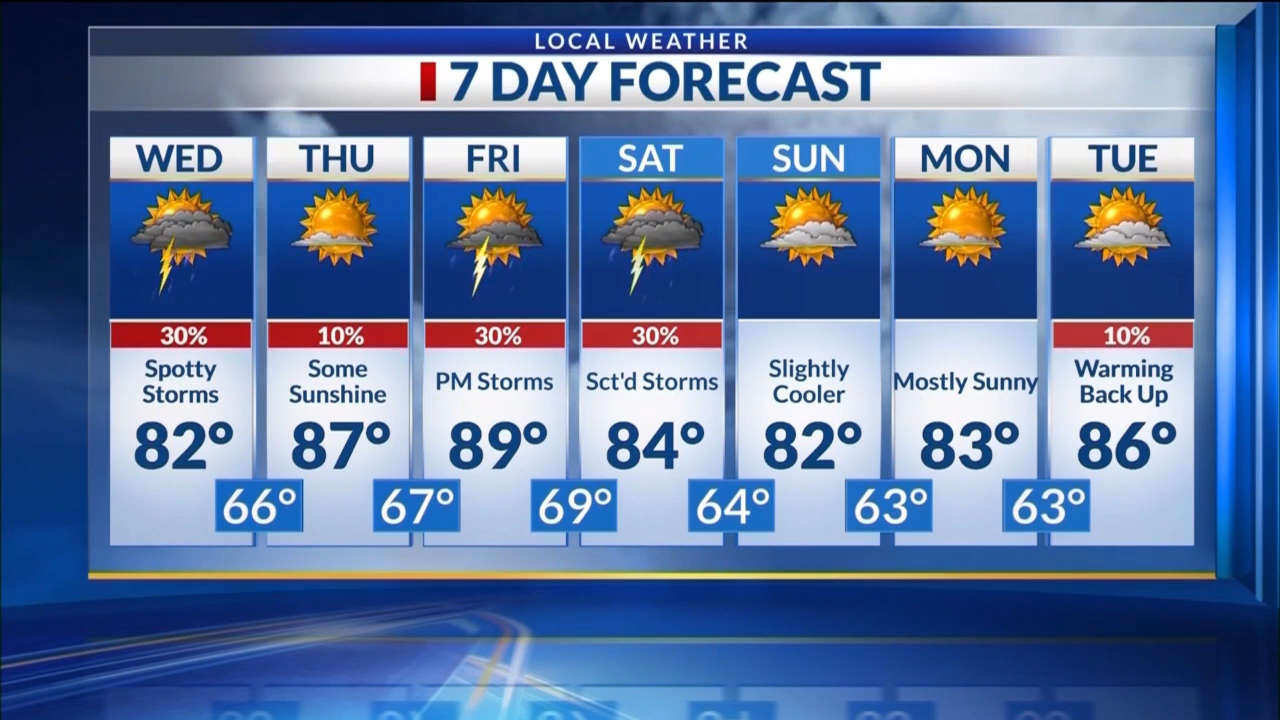 LOCAL WEATHER
7 DAY FORECAST
WED THU FRI SAT SUN MON TUE
30% 10% 30% 30% 10%
Spotty Storms
Some Sunshine
PM Storms
Sct'd Storms
Slightly Cooler
Mostly Sunny
Warming Back Up
82° 87° 89° 84° 82° 83° 86°
66° 67° 69° 64° 63° 63°